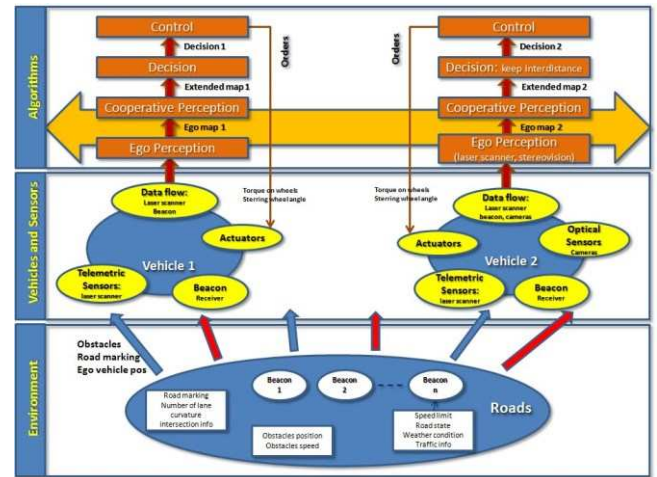 Algorithms
Control
Decision 1
Decision
Extended map 1
Cooperative Perception
Ego map 1
Ego Perception
Orders
Orders
Control
Decision 2
Decision: keep interdistance
Extended map 2
Cooperative Perception
Ego map 2
Ego Perception
(laser scanner, stereovision)
Vehicles and Sensors
Data flow:
Laser scanner
Beacon
Torque on wheels
Sterring wheel angle
Actuators
Vehicle 1
Telemetric
Sensors:
laser scanner
Beacon
Receiver
Torque on wheels
Sterring wheel angle
Data flow:
Laser scanner
beacon, cameras
Actuators
Optical
Sensors
Cameras
Vehicle 2
Telemetric
Sensors:
laser scanner
Beacon
Receiver
Environment
Obstacles
Road marking
Ego vehicle pos
Beacon
1
Beacon
2
Beacon
n
Roads
Road marking
Number of lane
curvature
intersection info
Obstacles position
Obstacles speed
Speed limit
Road state
Weather condition
Traffic info